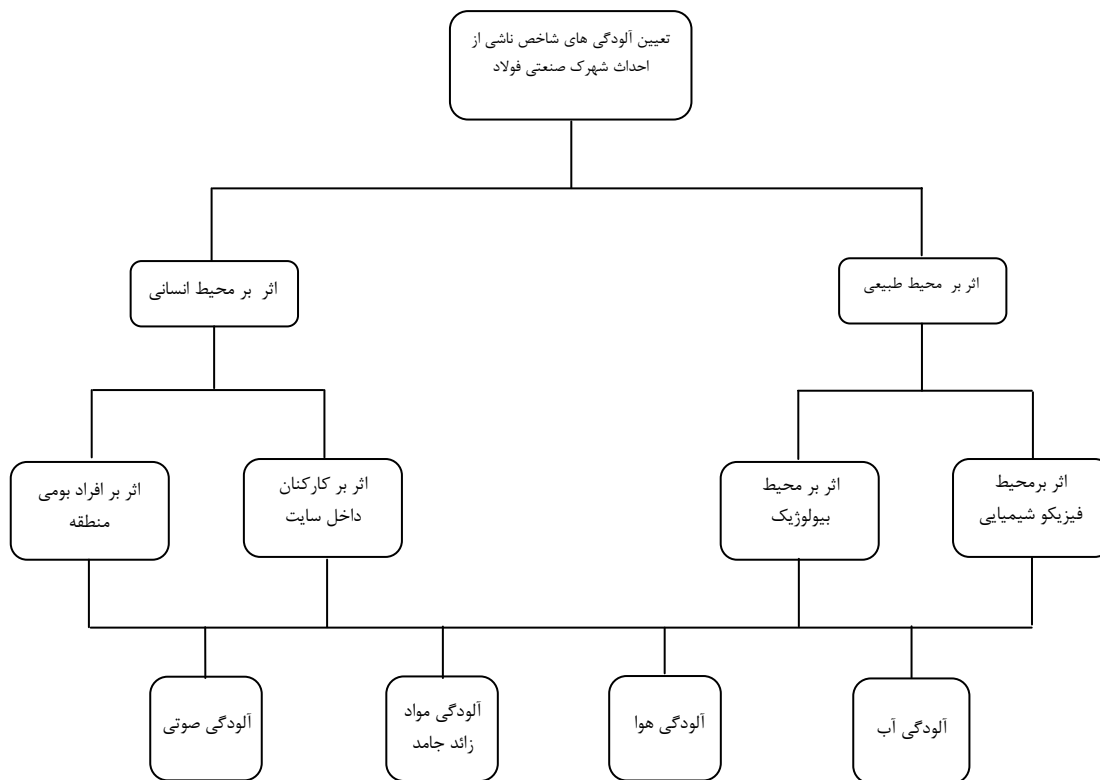 تعیین آلودگی های شاخص ناشی از
احداث شهرک صنعتی فولاد
اثر بر محیط طبیعی
اثر بر محیط انسانی
اثر برمحیط
فیزیکو شیمیایی
اثر بر محیط
بیولوژیک
اثر بر کارکنان
داخل سایت
اثر بر افراد بومی
منطقه
آلودگی آب
آلودگی هوا
آلودگی مواد
زائد جامد
آلودگی صوتی